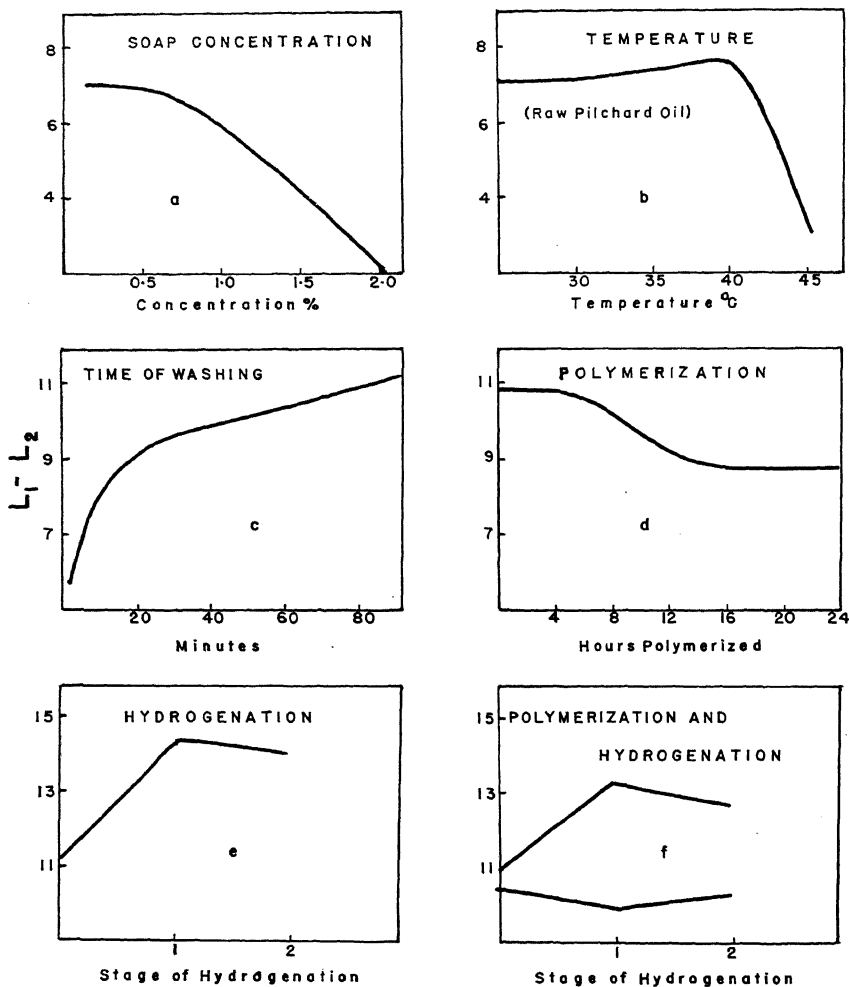 SOAP CONCENTRATION
8
6
4
a
0.5 1.0 1.5 2.0
Concentration %
TEMPERATURE
(Raw Pilchard Oil)
8
6
4
b
30 35 40 45
Temperature °C
TIME OF WASHING
11
9
7
L₁- L₂
c
20 40 60 80
Minutes
POLYMERIZATION
11
9
7
d
4 8 12 16 20 24
Hours Polymerized
HYDROGENATION
15
13
11
e
1 2
Stage of Hydrogenation
POLYMERIZATION AND
HYDROGENATION
15
13
11
f
1 2
Stage of Hydrogenation